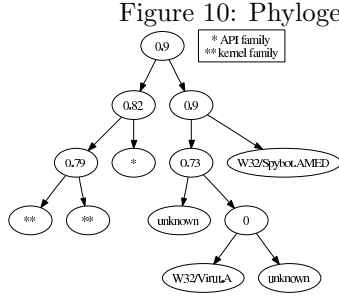 Figure 10: Phyloge
0.9
* API family
** kernel family
0.82
0.9
0.79
*
0.73
W32/Spybot.AMED
**
**
unknown
0
W32/Virut.A
unknown